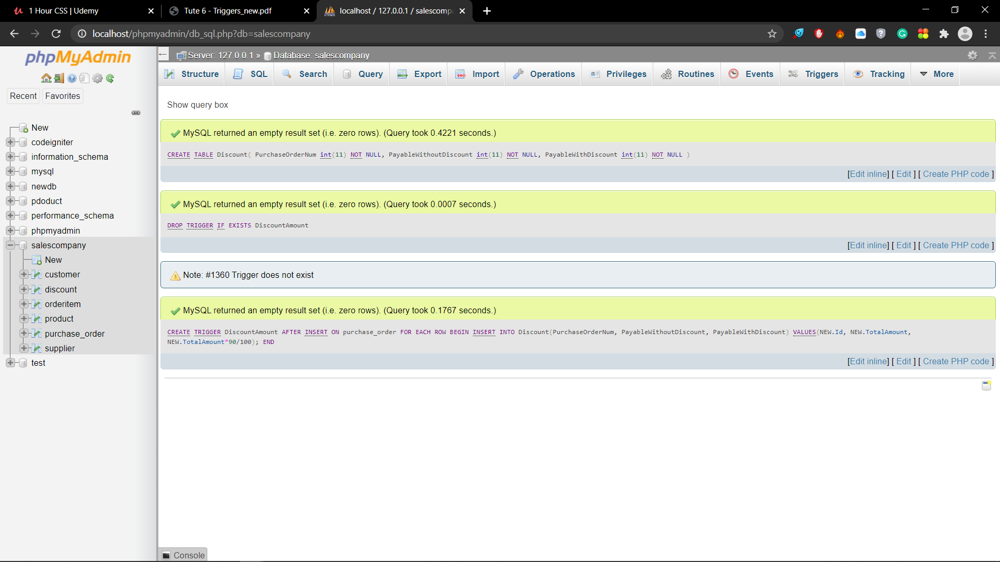 1 Hour CSS | Udemy
Tute 6 - Triggers_new.pdf
localhost / 127.0.0.1 / salescomp
localhost/phpmyadmin/db_sql.php?db=salescompany
phpMyAdmin
Recent
Favorites
New
codeigniter
information_schema
mysql
newdb
pdoduct
performance_schema
phpmyadmin
salescompany
New
customer
discount
orderitem
product
purchase_order
supplier
test
Server: 127.0.0.1 » Database: salescompany
Structure
SQL
Search
Query
Export
Import
Operations
Privileges
Routines
Events
Triggers
Tracking
More
Show query box
MySQL returned an empty result set (i.e. zero rows). (Query took 0.4221 seconds.)
CREATE TABLE Discount( PurchaseOrderNum int(11) NOT NULL, PayableWithoutDiscount int(11) NOT NULL, PayableWithDiscount int(11) NOT NULL )
[Edit inline] [ Edit ] [ Create PHP code ]
MySQL returned an empty result set (i.e. zero rows). (Query took 0.0007 seconds.)
DROP TRIGGER IF EXISTS DiscountAmount
[Edit inline] [ Edit ] [ Create PHP code ]
Note: #1360 Trigger does not exist
MySQL returned an empty result set (i.e. zero rows). (Query took 0.1767 seconds.)
CREATE TRIGGER DiscountAmount AFTER INSERT ON purchase_order FOR EACH ROW BEGIN INSERT INTO Discount(PurchaseOrderNum, PayableWithoutDiscount, PayableWithDiscount) VALUES(NEW.Id, NEW.TotalAmount,
NEW.TotalAmount*90/100); END
[Edit inline] [ Edit ] [ Create PHP code ]
Console